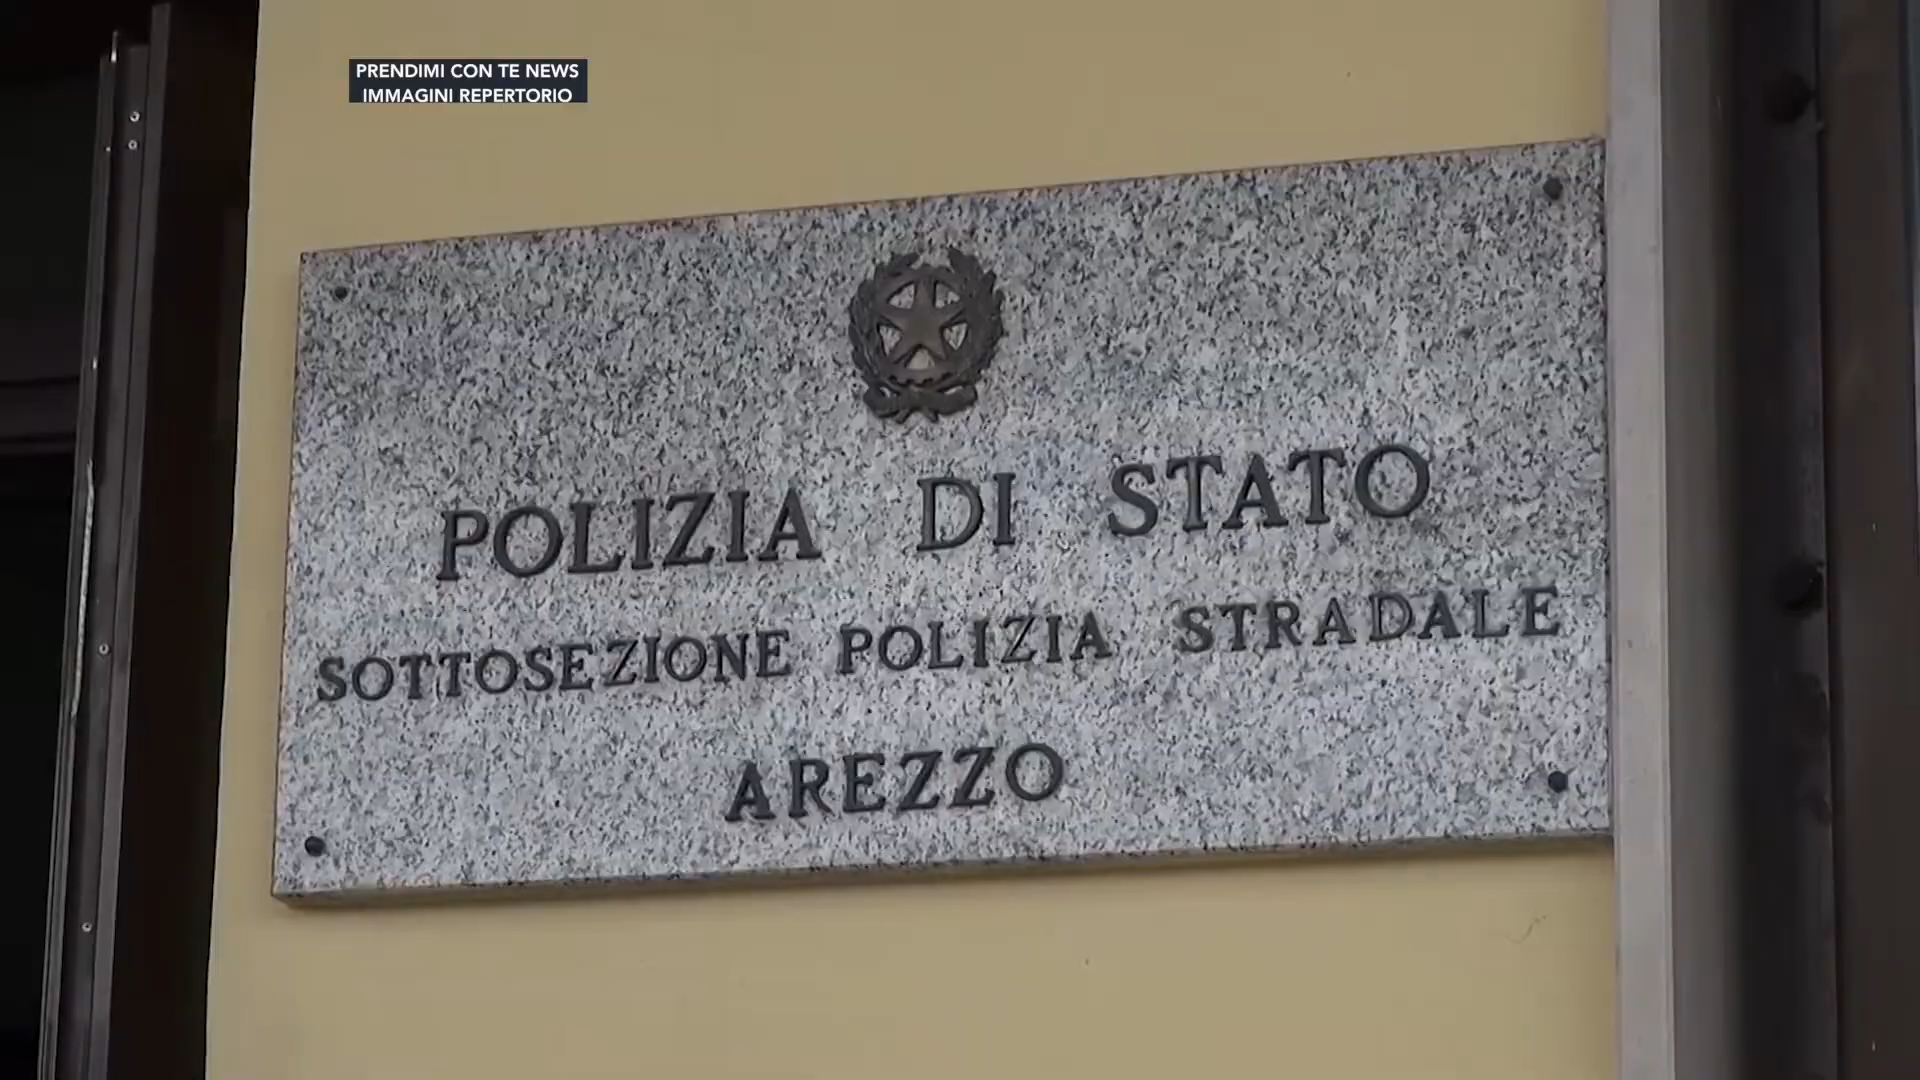 PRENDIMI CON TE NEWS
IMMAGINI REPERTORIO
POLIZIA DI STATO
SOTTOSEZIONE POLIZIA STRADALE
AREZZO